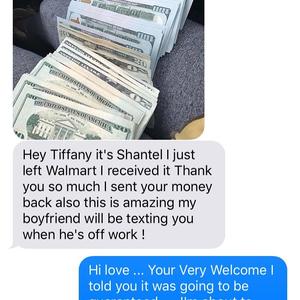 Hey Tiffany it's Shantel I just
left Walmart I received it Thank
you so much I sent your money
back also this is amazing my
boyfriend will be texting you
when he's off work !
Hi love ... Your Very Welcome I
told you it was going to be